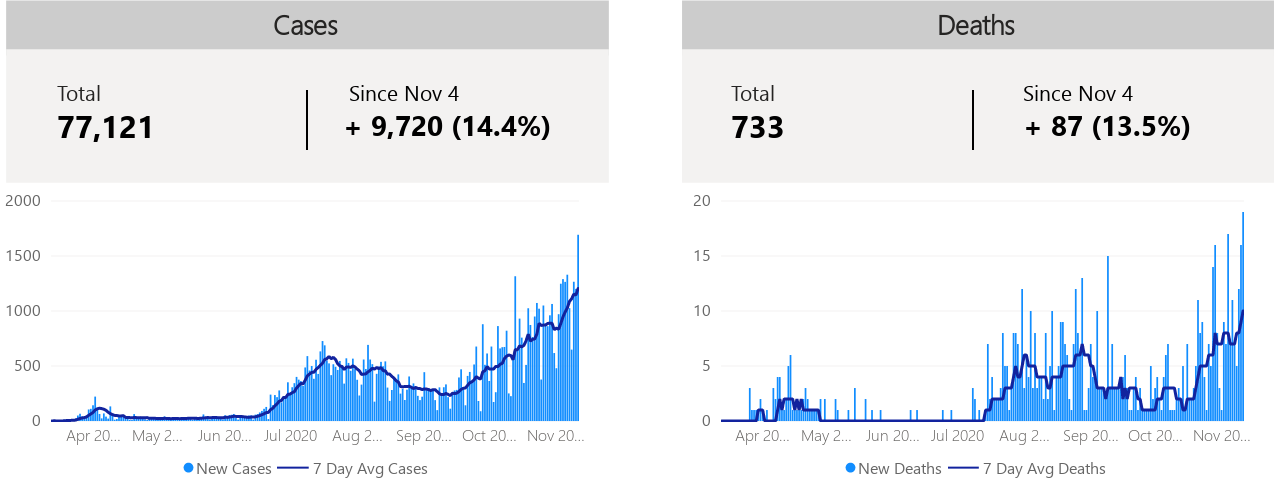 Cases
Total
77,121
Since Nov 4
+ 9,720 (14.4%)
2000
1500
1000
500
0
Apr 20... May 2... Jun 20... Jul 2020 Aug 2... Sep 20... Oct 20... Nov 20...
New Cases 7 Day Avg Cases
Deaths
Total
733
Since Nov 4
+ 87 (13.5%)
20
15
10
5
0
Apr 20... May 2... Jun 20... Jul 2020 Aug 2... Sep 20... Oct 20... Nov 20...
New Deaths 7 Day Avg Deaths